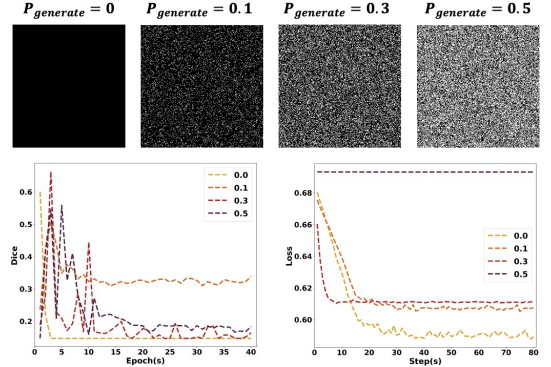 P_generate = 0
P_generate = 0.1
P_generate = 0.3
P_generate = 0.5
Dice
0.6
0.5
0.4
0.3
0.2
0.0
0.1
0.3
0.5
0 5 10 15 20 25 30 35 40
Epoch(s)
Loss
0.68
0.66
0.64
0.62
0.60
0.0
0.1
0.3
0.5
0 10 20 30 40 50 60 70 80
Step(s)